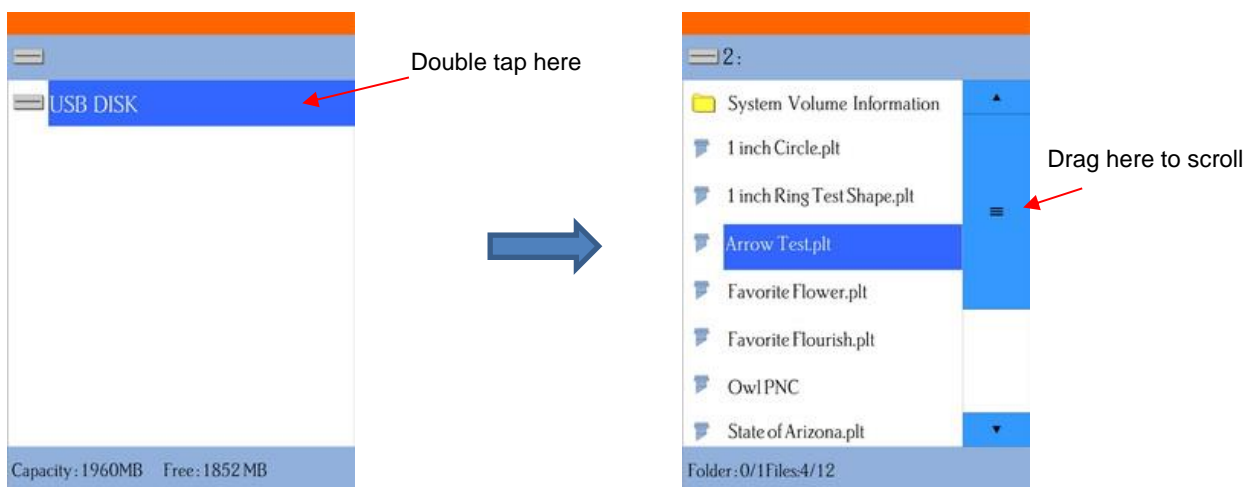 Double tap here
USB DISK
Capacity: 1960MB Free: 1852 MB
2:
System Volume Information
1 inch Circle.plt
1 inch Ring Test Shape.plt
Arrow Test.plt
Favorite Flower.plt
Favorite Flourish.plt
Owl PNC
State of Arizona.plt
Folder: 0/1Files:4/12
Drag here to scroll